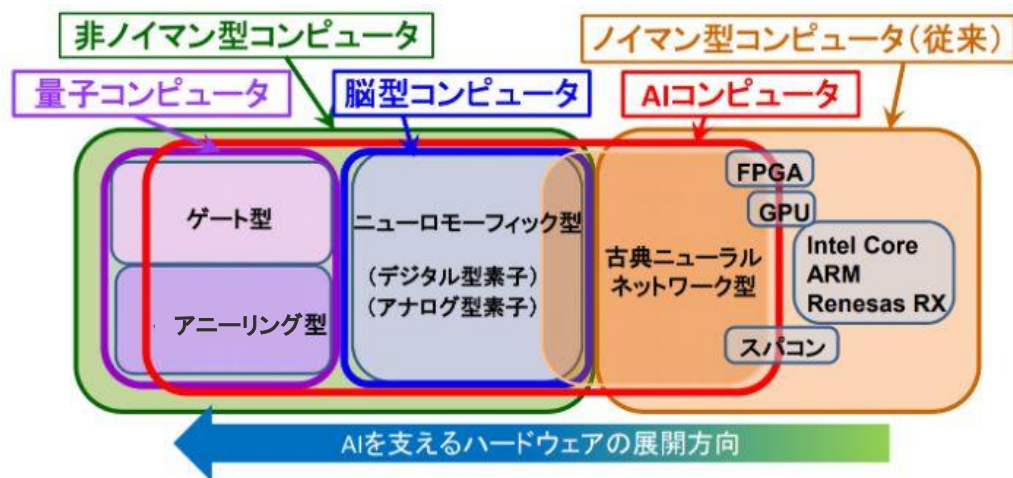 非ノイマン型コンピュータ
ノイマン型コンピュータ(従来)
量子コンピュータ
脳型コンピュータ
AIコンピュータ
ゲート型
アニーリング型
ニューロモーフィック型
(デジタル型素子)
(アナログ型素子)
古典ニューラル
ネットワーク型
FPGA
GPU
Intel Core
ARM
Renesas RX
スパコン
AIを支えるハードウェアの展開方向